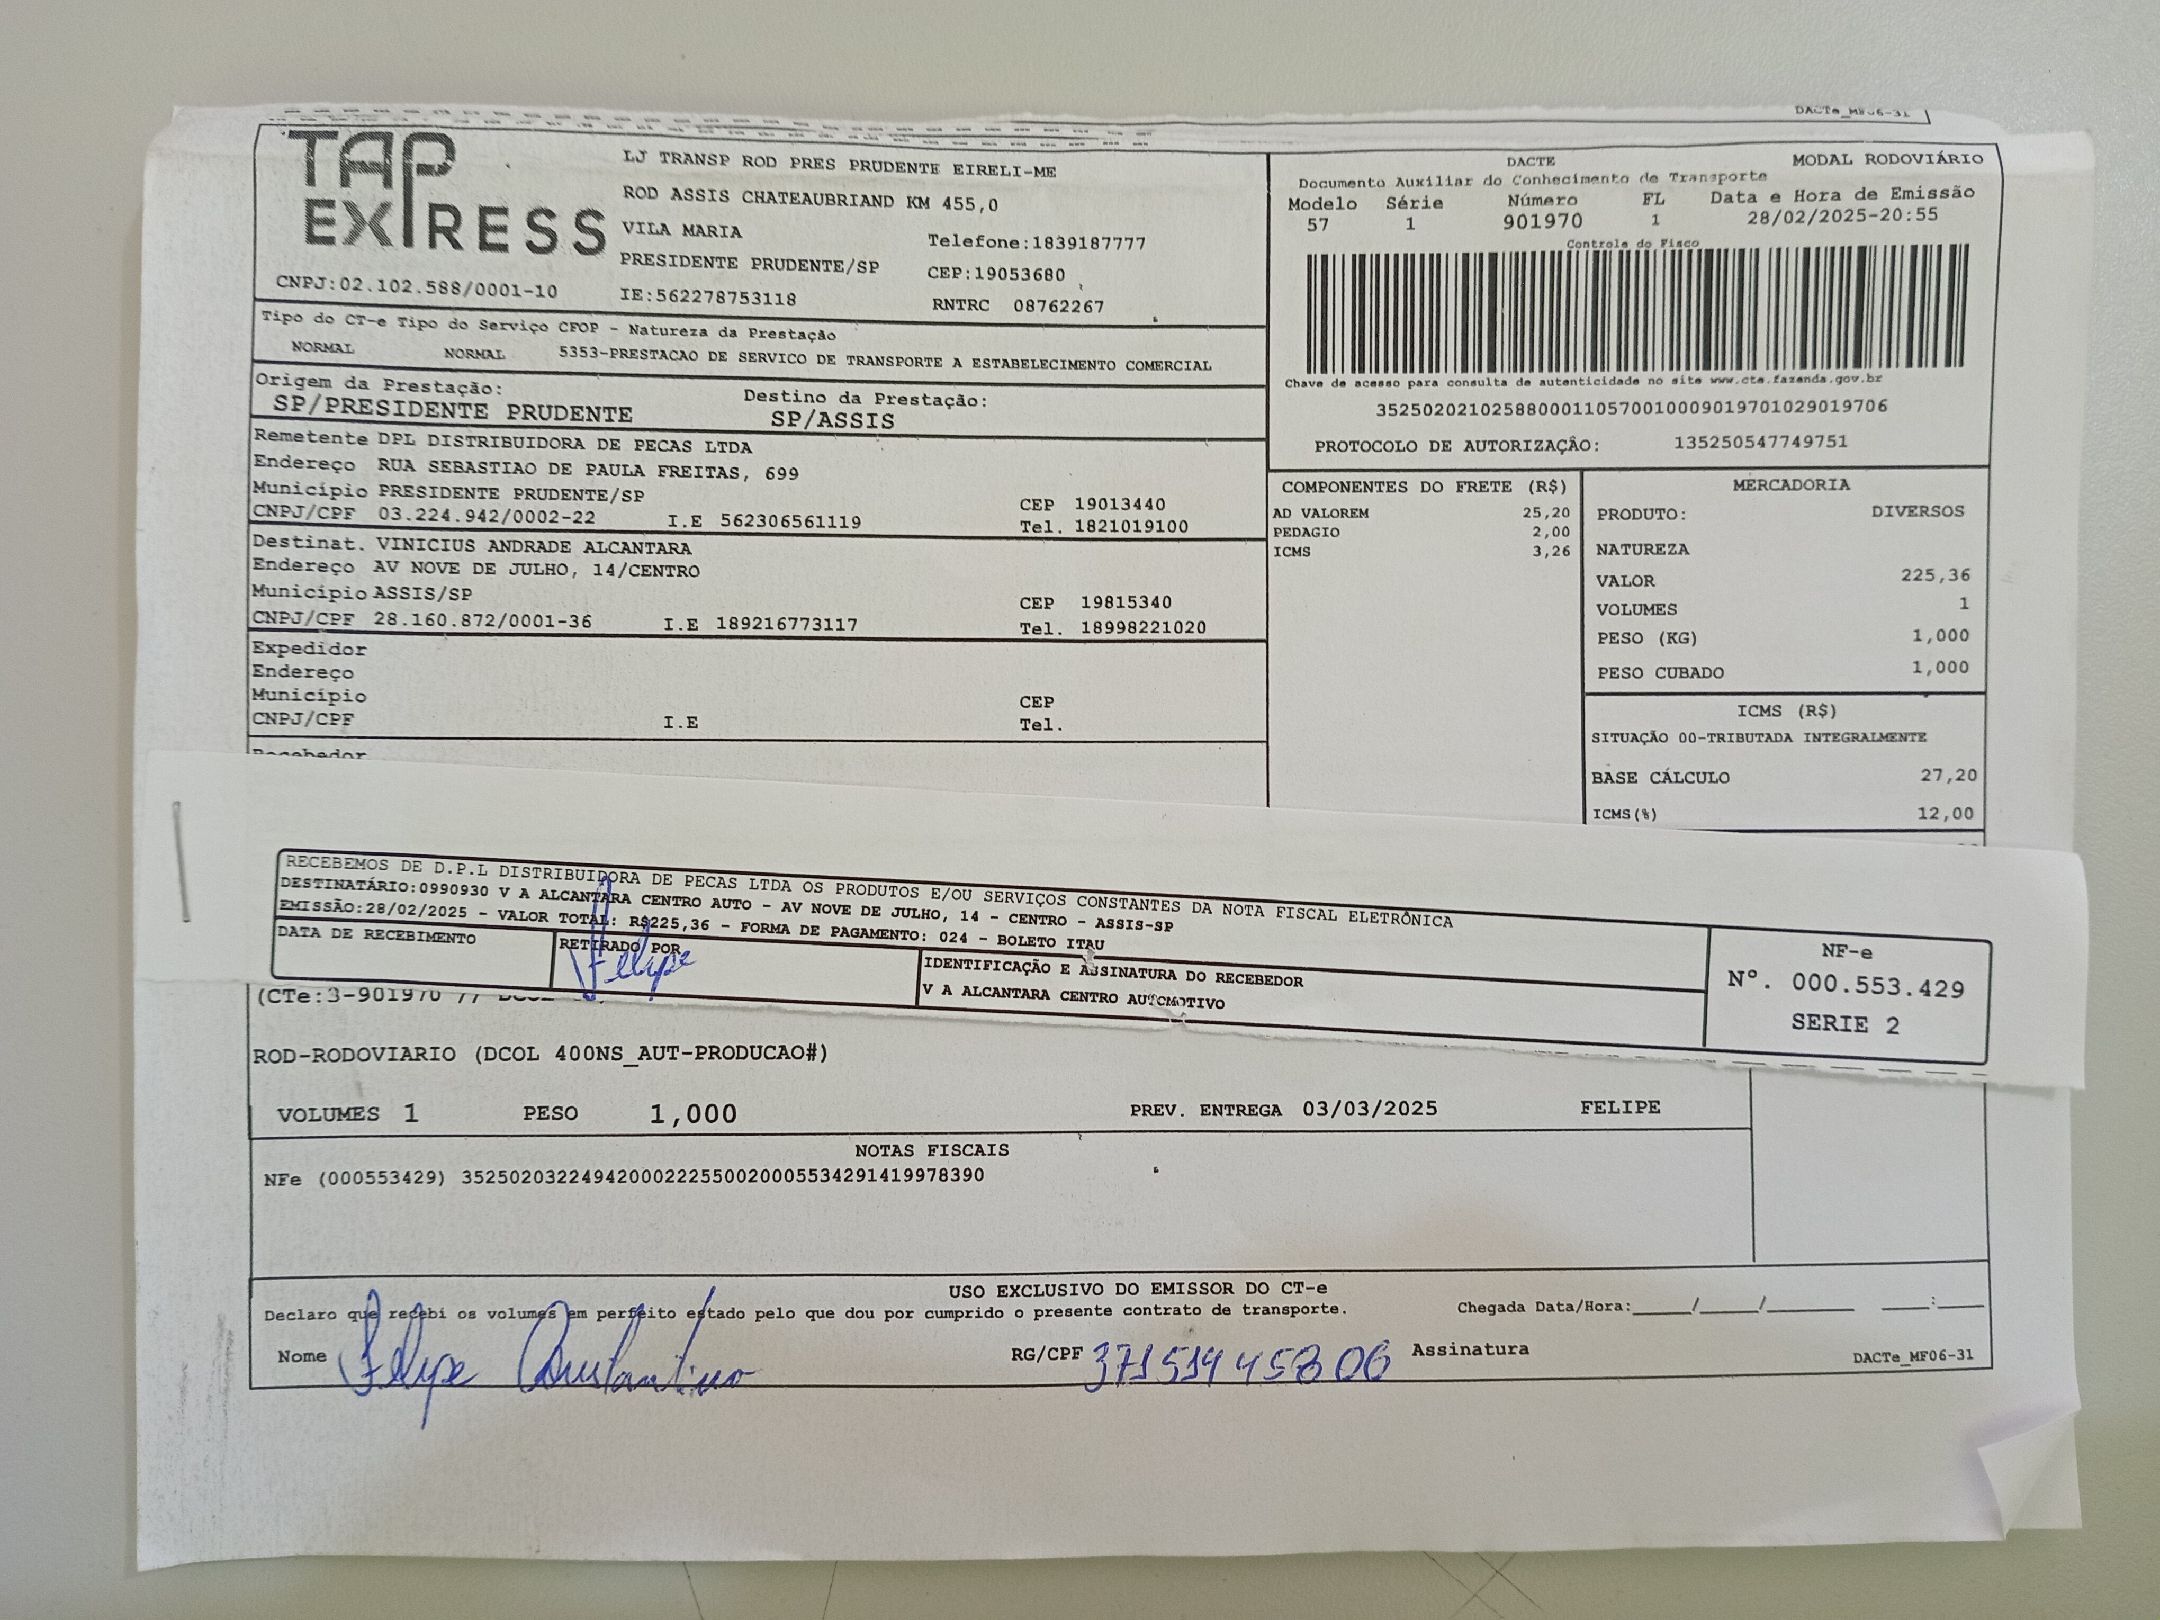 DACTe_MF06-31
TAP EXPRESS
LJ TRANSP ROD PRES PRUDENTE EIRELI-ME
ROD ASSIS CHATEAUBRIAND KM 455,0
VILA MARIA
Telefone:1839187777
PRESIDENTE PRUDENTE/SP
CEP:19053680
CNPJ:02.102.588/0001-10
IE:562278753118
RNTRC 08762267
DACTE
MODAL RODOVIÁRIO
Documento Auxiliar do Conhecimento de Transporte
Modelo Série Número FL Data e Hora de Emissão
57 1 901970 1 28/02/2025-20:55
Controle do Fisco
Chave de acesso para consulta de autenticidade no site www.cte.fazenda.gov.br
35250202102588000110570010009019701029019706
PROTOCOLO DE AUTORIZAÇÃO: 135250547749751
Tipo do CT-e Tipo do Serviço CFOP - Natureza da Prestação
NORMAL NORMAL 5353-PRESTACAO DE SERVICO DE TRANSPORTE A ESTABELECIMENTO COMERCIAL
Origem da Prestação: Destino da Prestação:
SP/PRESIDENTE PRUDENTE SP/ASSIS
Remetente DPL DISTRIBUIDORA DE PECAS LTDA
Endereço RUA SEBASTIAO DE PAULA FREITAS, 699
Município PRESIDENTE PRUDENTE/SP CEP 19013440
CNPJ/CPF 03.224.942/0002-22 I.E 562306561119 Tel. 1821019100
Destinat. VINICIUS ANDRADE ALCANTARA
Endereço AV NOVE DE JULHO, 14/CENTRO
Município ASSIS/SP CEP 19815340
CNPJ/CPF 28.160.872/0001-36 I.E 189216773117 Tel. 18998221020
Expedidor
Endereço
Município CEP
CNPJ/CPF I.E Tel.
Recebedor
COMPONENTES DO FRETE (R$)
AD VALOREM 25,20
PEDAGIO 2,00
ICMS 3,26
MERCADORIA
PRODUTO: DIVERSOS
NATUREZA
VALOR 225,36
VOLUMES 1
PESO (KG) 1,000
PESO CUBADO 1,000
ICMS (R$)
SITUAÇÃO 00-TRIBUTADA INTEGRALMENTE
BASE CÁLCULO 27,20
ICMS(%) 12,00
RECEBEMOS DE D.P.L DISTRIBUIDORA DE PECAS LTDA OS PRODUTOS E/OU SERVIÇOS CONSTANTES DA NOTA FISCAL ELETRÔNICA
DESTINATÁRIO:0990930 V A ALCANTARA CENTRO AUTO - AV NOVE DE JULHO, 14 - CENTRO - ASSIS-SP
EMISSÃO:28/02/2025 - VALOR TOTAL: R$225,36 - FORMA DE PAGAMENTO: 024 - BOLETO ITAU
DATA DE RECEBIMENTO
RETIRADO POR
Felipe
IDENTIFICAÇÃO E ASSINATURA DO RECEBEDOR
V A ALCANTARA CENTRO AUTOMOTIVO
NF-e
Nº. 000.553.429
SERIE 2
(CTe:3-901970 //
ROD-RODOVIARIO (DCOL 400NS_AUT-PRODUCAO#)
VOLUMES 1 PESO 1,000 PREV. ENTREGA 03/03/2025 FELIPE
NOTAS FISCAIS
NFe (000553429) 35250203224942000222550020005534291419978390
USO EXCLUSIVO DO EMISSOR DO CT-e
Declaro que recebi os volumes em perfeito estado pelo que dou por cumprido o presente contrato de transporte. Chegada Data/Hora:____/____/______ ___:___
Nome Felipe Constantino RG/CPF 37151445806 Assinatura
DACTe_MF06-31